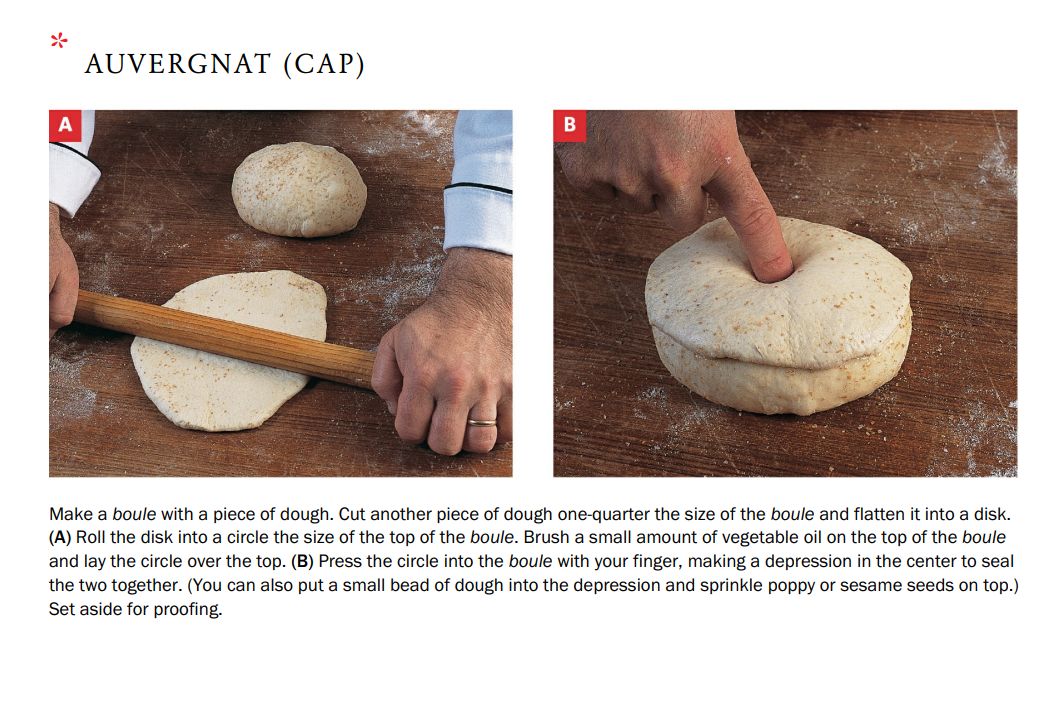 *
AUVERGNAT (CAP)
A
B
Make a boule with a piece of dough. Cut another piece of dough one-quarter the size of the boule and flatten it into a disk.
(A) Roll the disk into a circle the size of the top of the boule. Brush a small amount of vegetable oil on the top of the boule
and lay the circle over the top. (B) Press the circle into the boule with your finger, making a depression in the center to seal
the two together. (You can also put a small bead of dough into the depression and sprinkle poppy or sesame seeds on top.)
Set aside for proofing.